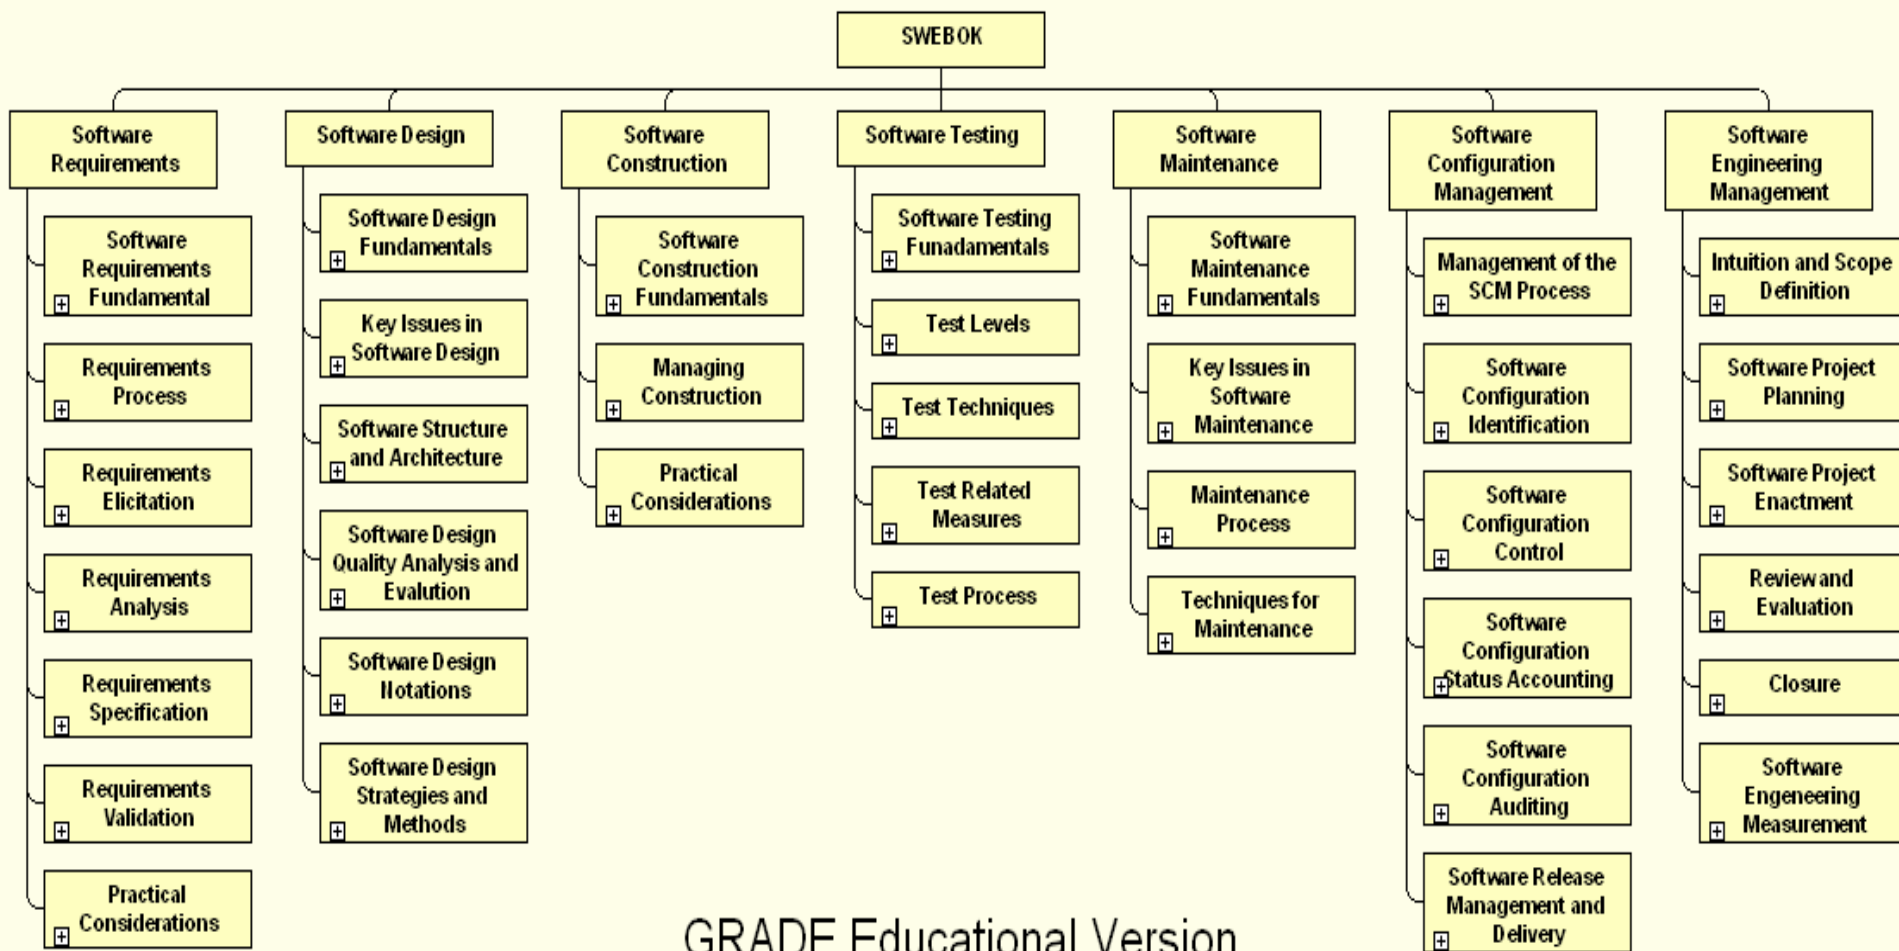 SWEBOK
Software
Requirements
Software
Requirements
Fundamental
Requirements
Process
Requirements
Elicitation
Requirements
Analysis
Requirements
Specification
Requirements
Validation
Practical
Considerations
Software Design
Software Design
Fundamentals
Key Issues in
Software Design
Software Structure
and Architecture
Software Design
Quality Analysis and
Evalution
Software Design
Notations
Software Design
Strategies and
Methods
Software
Construction
Software
Construction
Fundamentals
Managing
Construction
Practical
Considerations
Software Testing
Software Testing
Funadamentals
Test Levels
Test Techniques
Test Related
Measures
Test Process
Software
Maintenance
Software
Maintenance
Fundamentals
Key Issues in
Software
Maintenance
Maintenance
Process
Techniques for
Maintenance
Software
Configuration
Management
Management of the
SCM Process
Software
Configuration
Identification
Software
Configuration
Control
Software
Configuration
Status Accounting
Software
Configuration
Auditing
Software Release
Management and
Delivery
Software
Engineering
Management
Intuition and Scope
Definition
Software Project
Planning
Software Project
Enactment
Review and
Evaluation
Closure
Software
Engeneering
Measurement
GRADE Educational Version